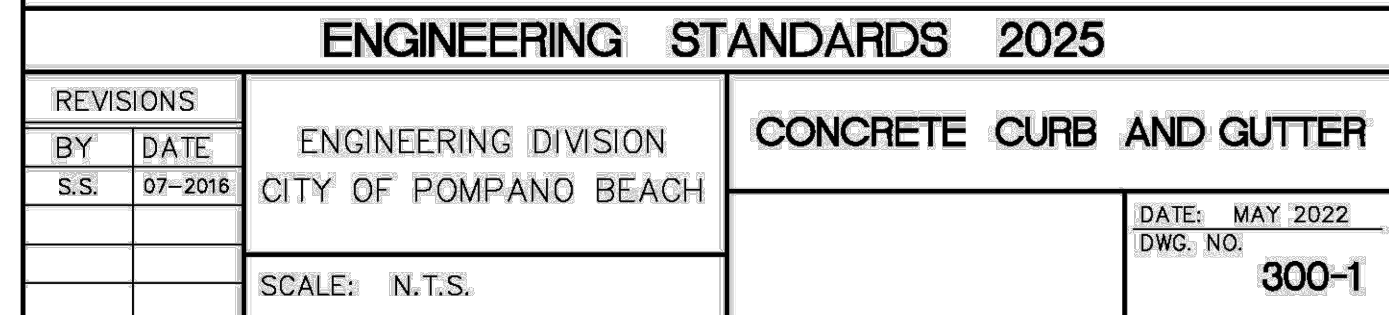 ENGINEERING STANDARDS 2025
REVISIONS
BY DATE
S.S. 07-2016
ENGINEERING DIVISION
CITY OF POMPANO BEACH
SCALE: N.T.S.
CONCRETE CURB AND GUTTER
DATE: MAY 2022
DWG. NO.
300-1